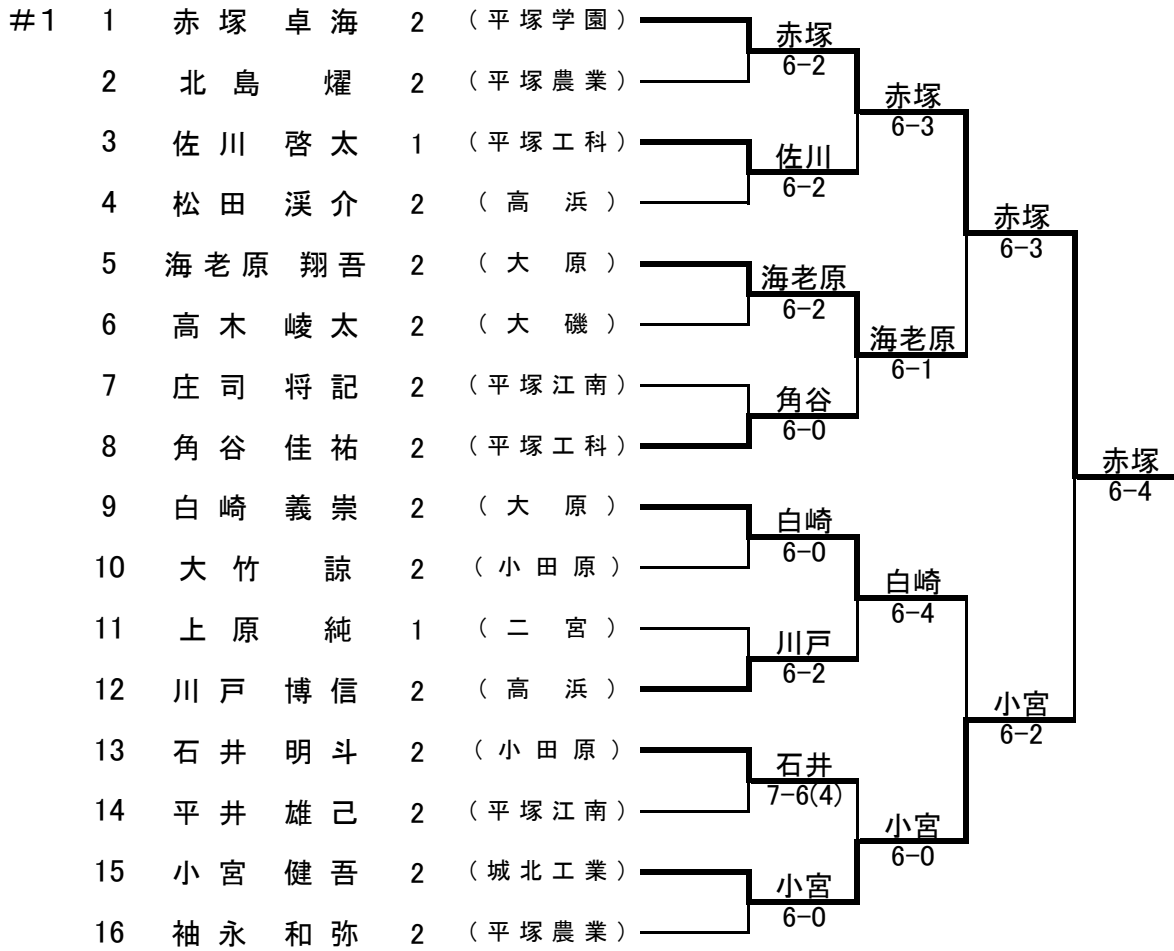 #1 1 赤塚 卓海 2 (平塚学園)
2 北島 燿 2 (平塚農業)
3 佐川 啓太 1 (平塚工科)
4 松田 渓介 2 (高浜)
5 海老原 翔吾 2 (大原)
6 高木 崚太 2 (大磯)
7 庄司 将記 2 (平塚江南)
8 角谷 佳祐 2 (平塚工科)
9 白崎 義崇 2 (大原)
10 大竹 諒 2 (小田原)
11 上原 純 1 (二宮)
12 川戸 博信 2 (高浜)
13 石井 明斗 2 (小田原)
14 平井 雄己 2 (平塚江南)
15 小宮 健吾 2 (城北工業)
16 袖永 和弥 2 (平塚農業)
赤塚
6-2
佐川
6-2
海老原
6-2
角谷
6-0
白崎
6-0
川戸
6-2
石井
7-6(4)
小宮
6-0
赤塚
6-3
海老原
6-1
白崎
6-4
小宮
6-0
赤塚
6-3
小宮
6-2
赤塚
6-4